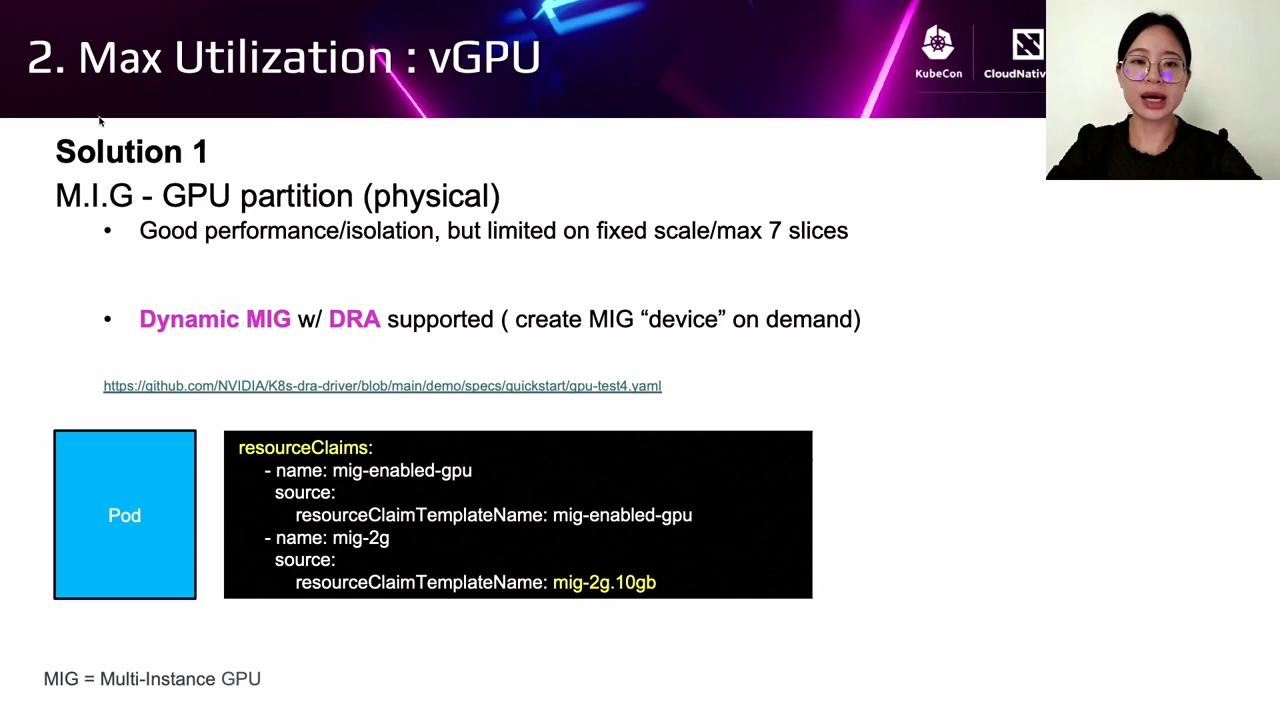 2. Max Utilization : vGPU
KubeCon
CloudNativ
Solution 1
M.I.G - GPU partition (physical)
• Good performance/isolation, but limited on fixed scale/max 7 slices
• Dynamic MIG w/ DRA supported ( create MIG “device” on demand)
https://github.com/NVIDIA/K8s-dra-driver/blob/main/demo/specs/quickstart/gpu-test4.yaml
Pod
resourceClaims:
- name: mig-enabled-gpu
source:
resourceClaimTemplateName: mig-enabled-gpu
- name: mig-2g
source:
resourceClaimTemplateName: mig-2g.10gb
MIG = Multi-Instance GPU